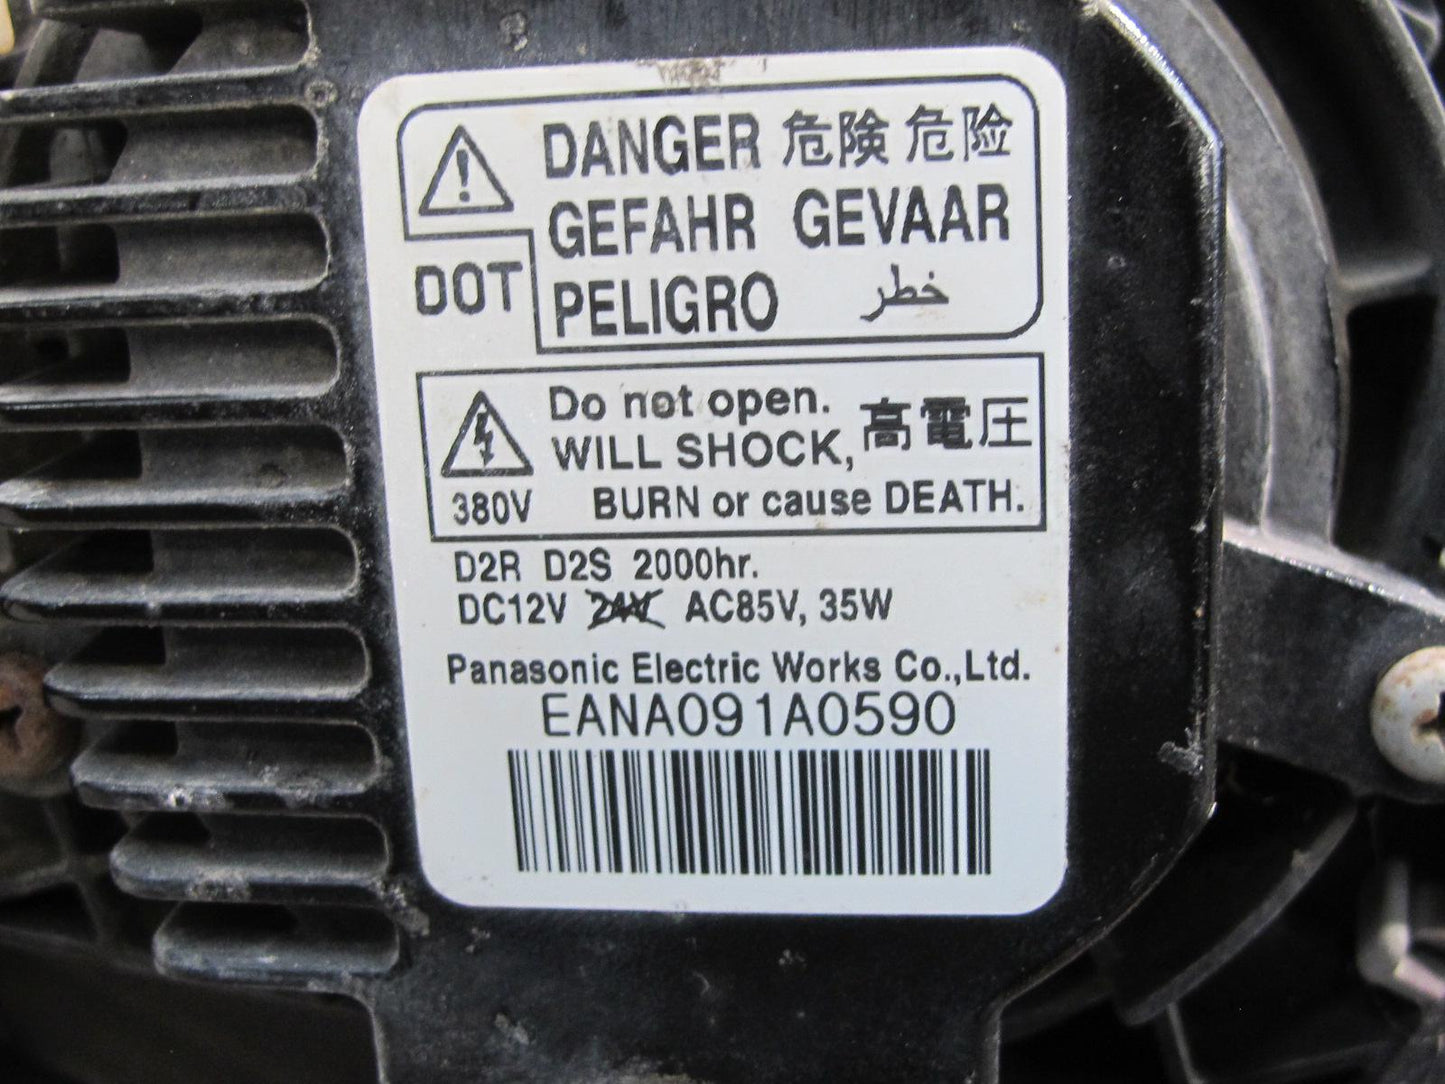 DANGER 危険 危险
GEFAHR GEVAAR
DOT
PELIGRO خطر
Do not open.
WILL SHOCK, 高電圧
380V BURN or cause DEATH.
D2R D2S 2000hr.
DC12V 24V AC85V, 35W
Panasonic Electric Works Co.,Ltd.
EANA091A0590